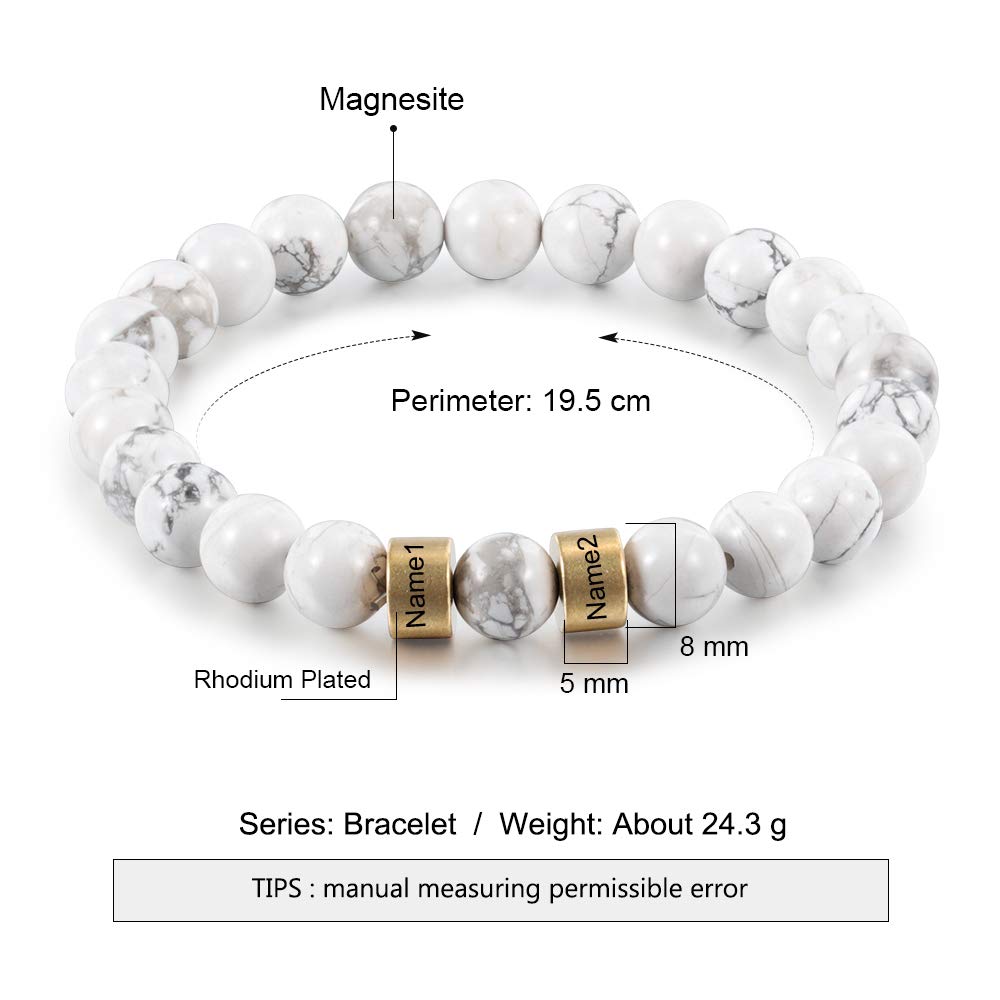 Magnesite
Perimeter: 19.5 cm
Name1
Name2
8 mm
Rhodium Plated
5 mm
Series: Bracelet / Weight: About 24.3 g
TIPS : manual measuring permissible error